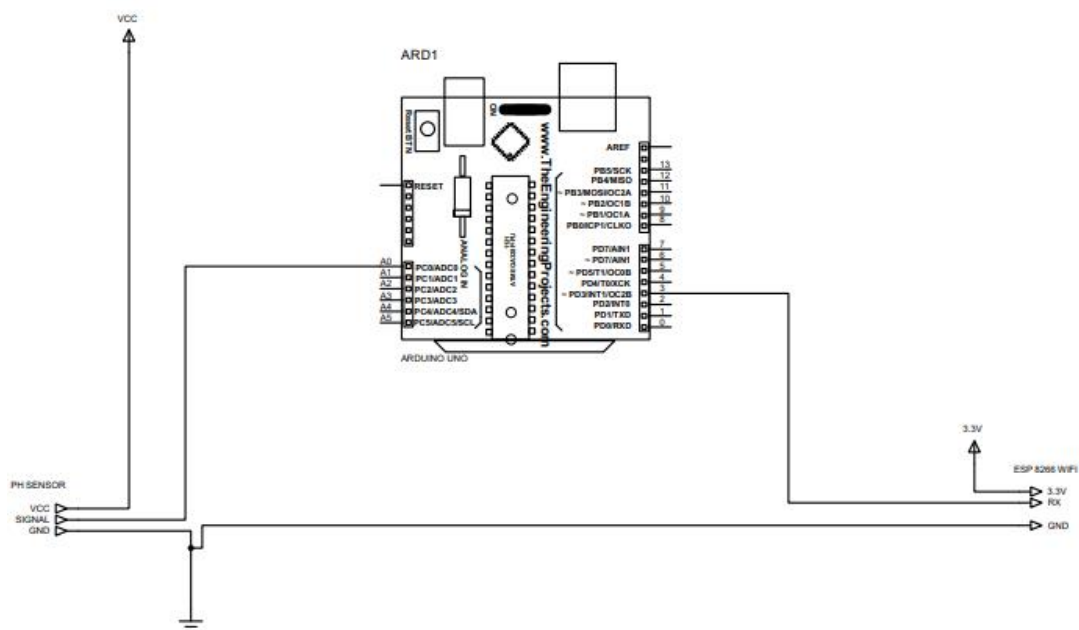 VCC
ARD1
Reset BTN
ON
www.TheEngineeringProjects.com
RESET
ANALOG IN
A0
PC0/ADC0
A1
PC1/ADC1
A2
PC2/ADC2
A3
PC3/ADC3
A4
PC4/ADC4/SDA
A5
PC5/ADC5/SCL
AREF
PB5/SCK 13
PB4/MISO 12
~ PB3/MOSI/OC2A 11
~ PB2/OC1B 10
~ PB1/OC1A 9
PB0/ICP1/CLKO 8
PD7/AIN1 7
~ PD7/AIN1 6
~ PD5/T1/OC0B 5
PD4/T0/XCK 4
~ PD3/INT1/OC2B 3
PD2/INT0 2
PD1/TXD 1
PD0/RXD 0
ARDUINO UNO
PH SENSOR
VCC
SIGNAL
GND
3.3V
ESP 8266 WIFI
3.3V
RX
GND